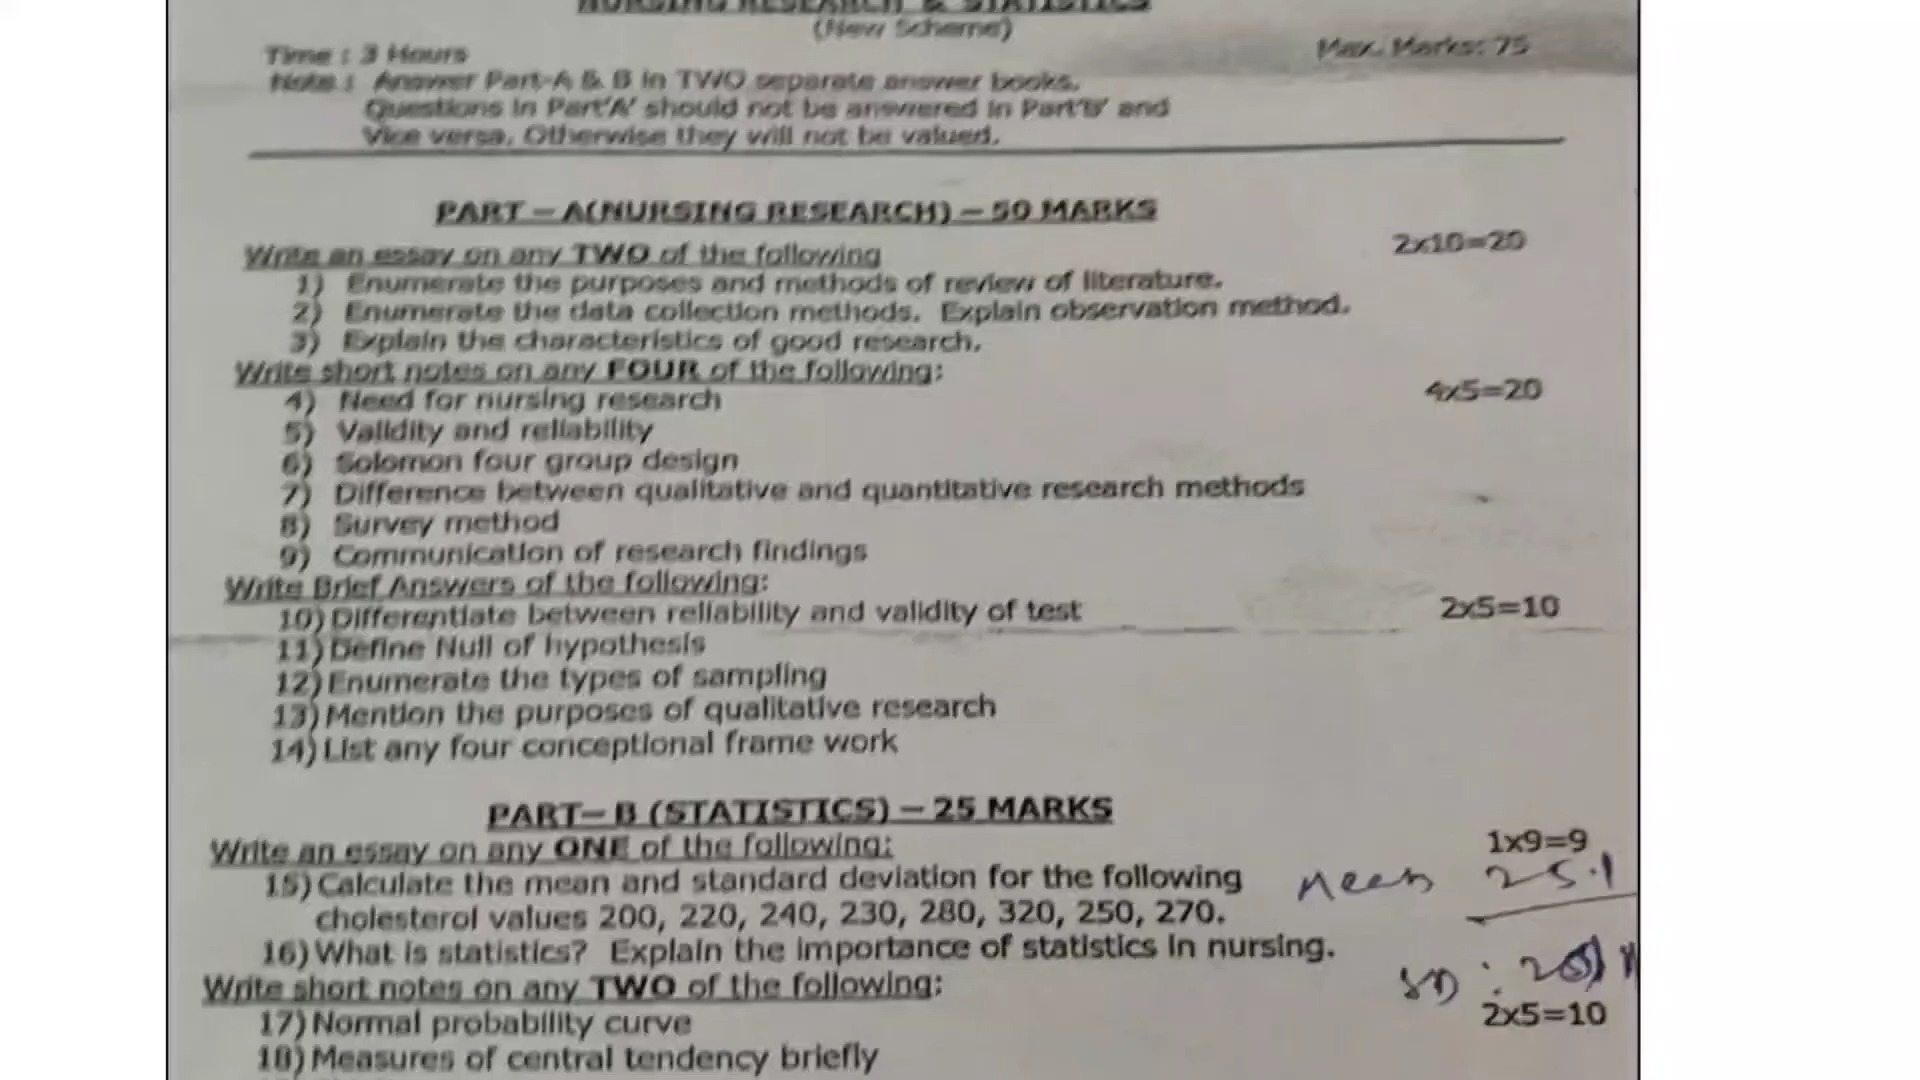 NURSING RESEARCH & STATISTICS
(New Scheme)
Time : 3 Hours
Max. Marks: 75
Note : Answer Part-A & B in TWO separate answer books.
Questions in Part'A' should not be answered in Part'B' and
Vice versa. Otherwise they will not be valued.
PART – A(NURSING RESEARCH) – 50 MARKS
Write an essay on any TWO of the following
2x10=20
1) Enumerate the purposes and methods of review of literature.
2) Enumerate the data collection methods. Explain observation method.
3) Explain the characteristics of good research.
Write short notes on any FOUR of the following:
4x5=20
4) Need for nursing research
5) Validity and reliability
6) Solomon four group design
7) Difference between qualitative and quantitative research methods
8) Survey method
9) Communication of research findings
Write Brief Answers of the following:
2x5=10
10) Differentiate between reliability and validity of test
11) Define Null of hypothesis
12) Enumerate the types of sampling
13) Mention the purposes of qualitative research
14) List any four conceptional frame work
PART– B (STATISTICS) – 25 MARKS
Write an essay on any ONE of the following:
1x9=9
15) Calculate the mean and standard deviation for the following
Mean 25.1
cholesterol values 200, 220, 240, 230, 280, 320, 250, 270.
16) What is statistics? Explain the importance of statistics in nursing.
SD :
Write short notes on any TWO of the following:
2x5=10
17) Normal probability curve
18) Measures of central tendency briefly